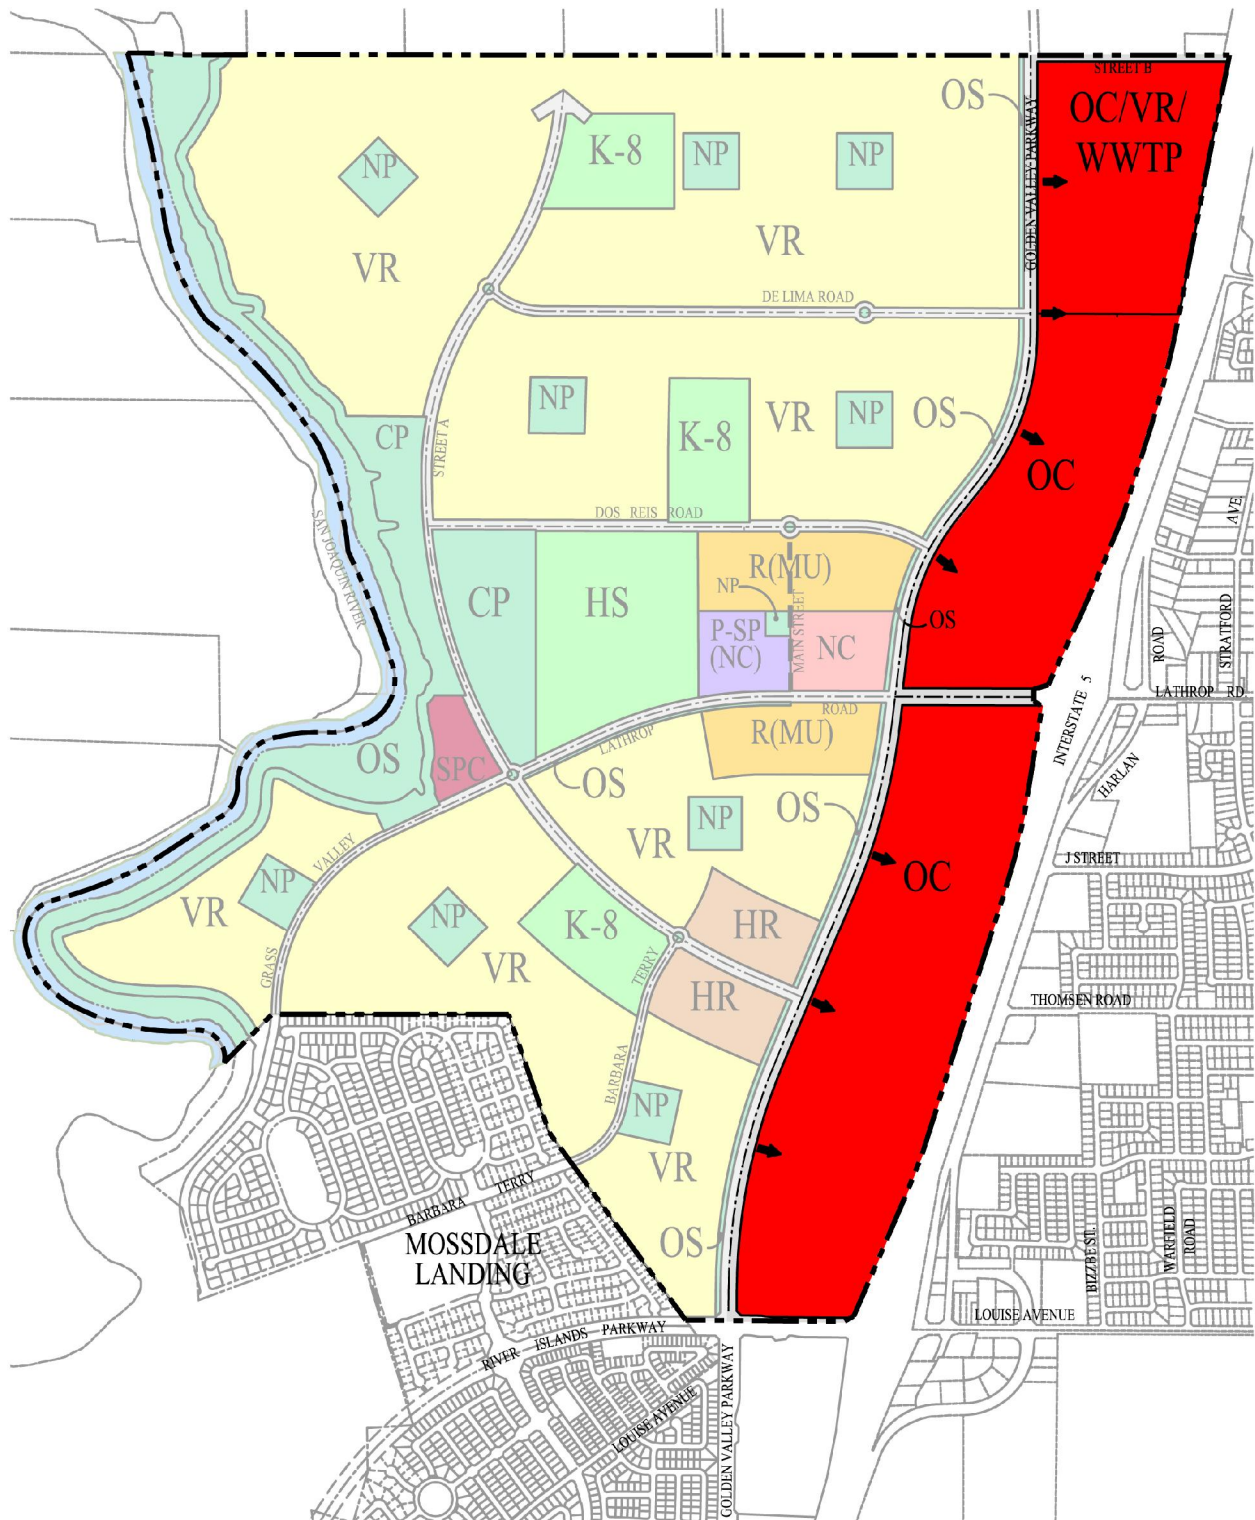 STREET B
OS
OC/VR/
WWTP
K-8
NP
NP
NP
GOLDEN VALLEY PARKWAY
VR
VR
DE LIMA ROAD
NP
NP
VR
OS
CP
K-8
STREET A
OC
DOS REIS ROAD
SAN JOAQUIN RIVER
AVE.
R(MU)
NP
CP
HS
OS
P-SP
(NC)
MAIN STREET
NC
ROAD
STRATFORD
LATHROP RD
INTERSTATE 5
ROAD
LATHROP
R(MU)
OS
SPC
OS
HARLAN
OS
NP
VR
J STREET
VALLEY
NP
OC
VR
NP
K-8
HR
VR
GRASS
TERRY
HR
THOMSEN ROAD
BARBARA
NP
VR
BARBARA TERRY
OS
MOSSDALE
LANDING
BIZZBE ST.
WARFIELD
ROAD
LOUISE AVENUE
RIVER ISLANDS PARKWAY
LOUISE AVENUE
GOLDEN VALLEY PARKWAY